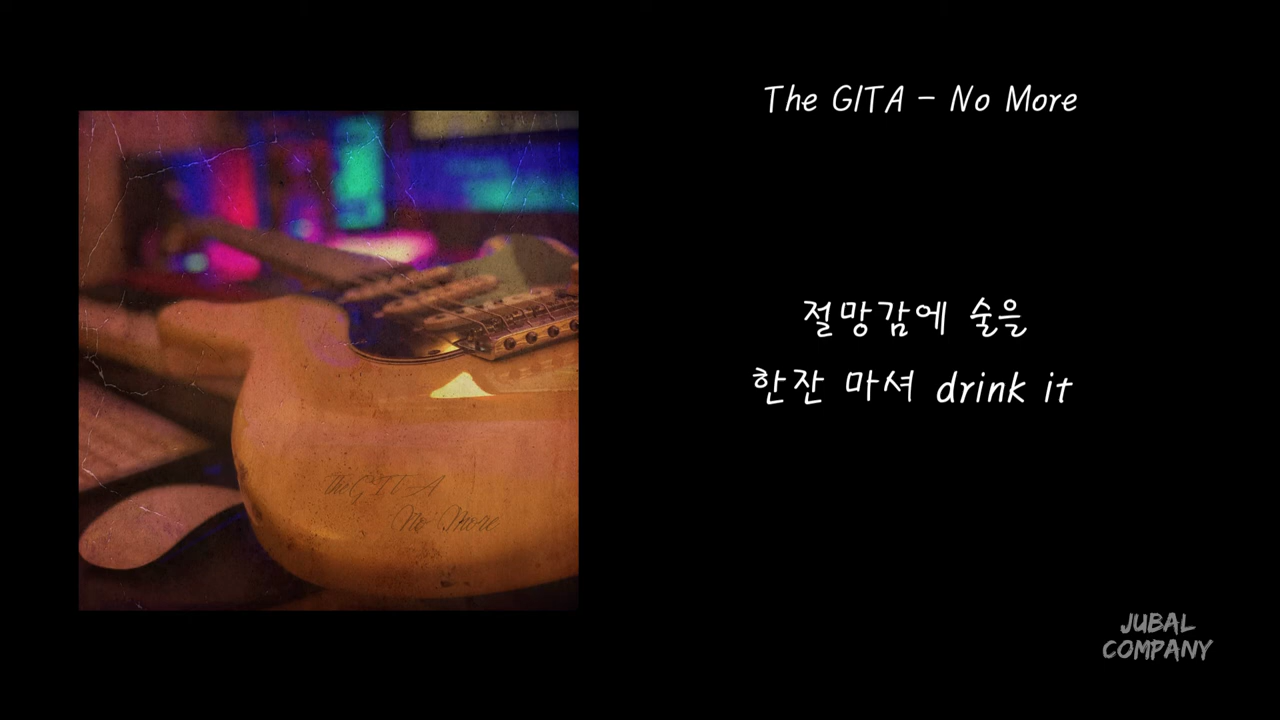 The GITA - No More
절망감에 술을
한잔 마셔 drink it
The GITA
No More
JUBAL
COMPANY